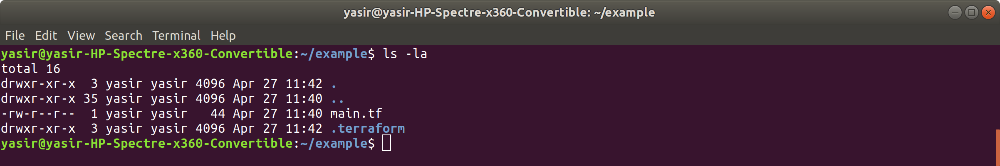 yasir@yasir-HP-Spectre-x360-Convertible: ~/example
File Edit View Search Terminal Help
yasir@yasir-HP-Spectre-x360-Convertible:~/example$ ls -la
total 16
drwxr-xr-x  3 yasir yasir 4096 Apr 27 11:42 .
drwxr-xr-x 35 yasir yasir 4096 Apr 27 11:40 ..
-rw-r--r--  1 yasir yasir   44 Apr 27 11:40 main.tf
drwxr-xr-x  3 yasir yasir 4096 Apr 27 11:42 .terraform
yasir@yasir-HP-Spectre-x360-Convertible:~/example$